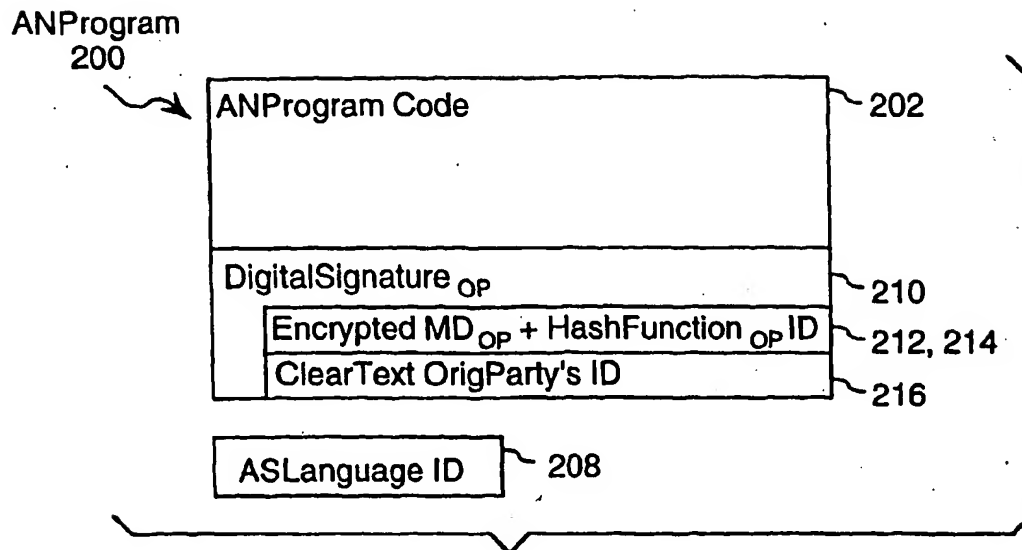 ANProgram
200
ANProgram Code
202
DigitalSignature OP
210
Encrypted MD OP + HashFunction OP ID
212, 214
ClearText OrigParty's ID
216
ASLanguage ID
208